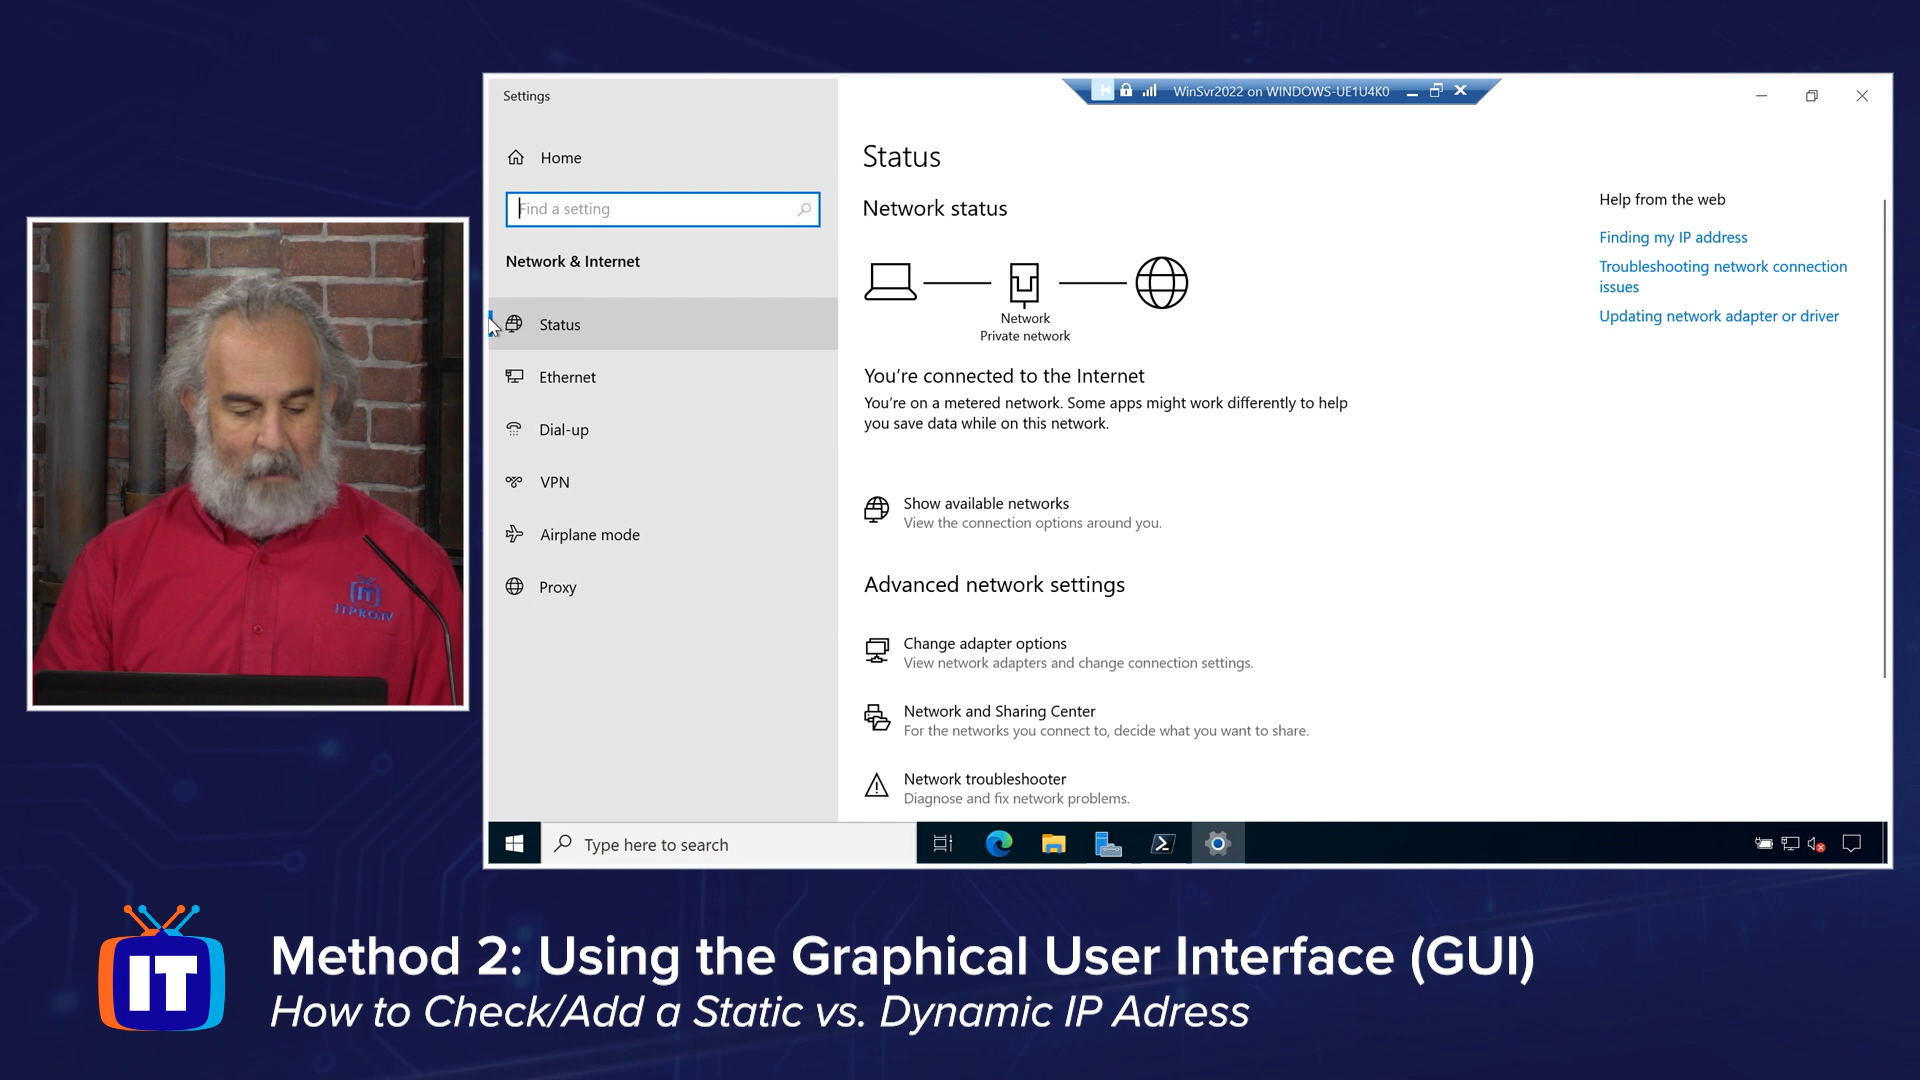 Settings
WinSvr2022 on WINDOWS-UE1U4K0
Home
Find a setting
Network & Internet
Status
Ethernet
Dial-up
VPN
Airplane mode
Proxy
Status
Network status
Network
Private network
You're connected to the Internet
You're on a metered network. Some apps might work differently to help
you save data while on this network.
Show available networks
View the connection options around you.
Advanced network settings
Change adapter options
View network adapters and change connection settings.
Network and Sharing Center
For the networks you connect to, decide what you want to share.
Network troubleshooter
Diagnose and fix network problems.
Help from the web
Finding my IP address
Troubleshooting network connection
issues
Updating network adapter or driver
Type here to search
IT
ITPRO.TV
IT
Method 2: Using the Graphical User Interface (GUI)
How to Check/Add a Static vs. Dynamic IP Adress